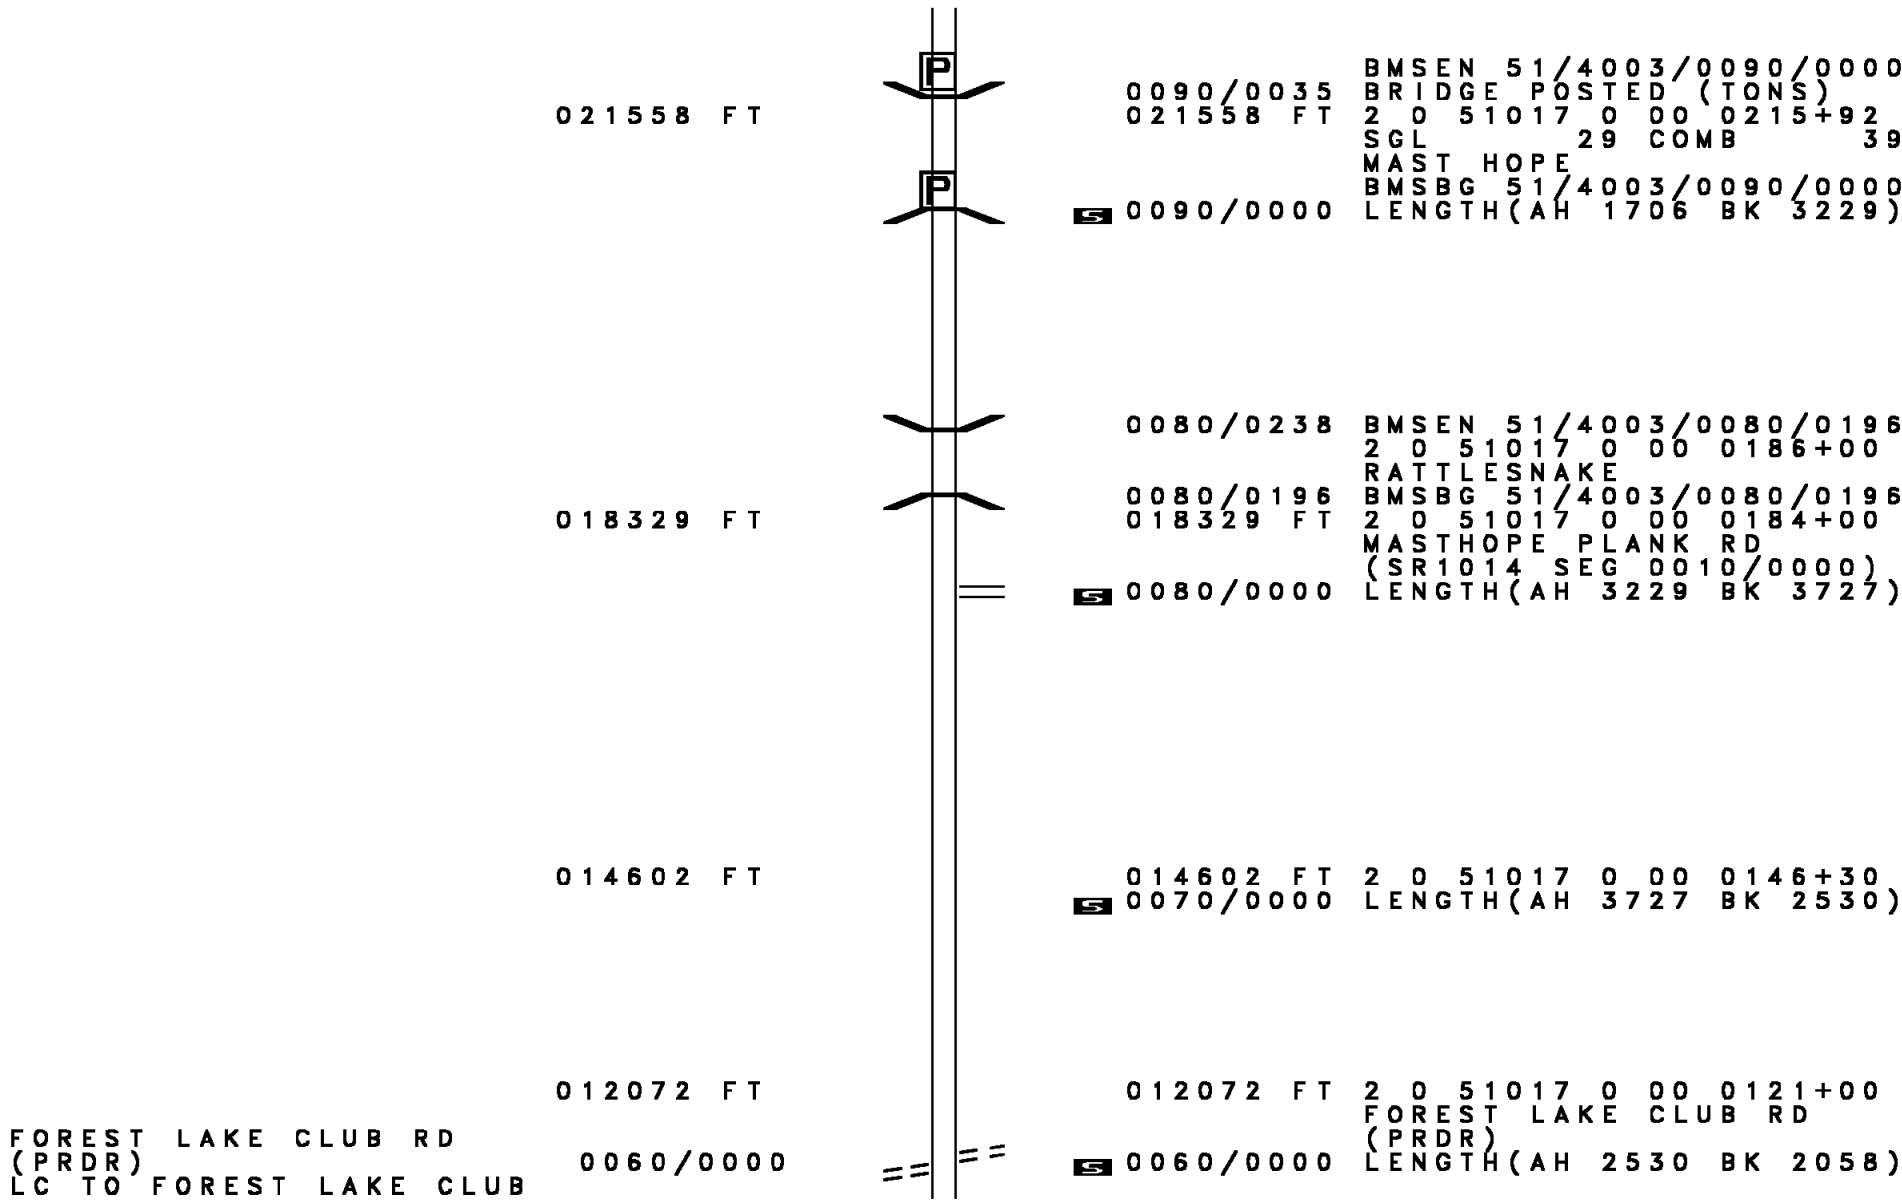 P
BMSEN 51/4003/0090/0000
0090/0035 BRIDGE POSTED (TONS)
021558 FT 021558 FT 2 0 51017 0 00 0215+92
SGL 29 COMB 39
MAST HOPE
P
BMSBG 51/4003/0090/0000
S 0090/0000 LENGTH(AH 1706 BK 3229)
0080/0238 BMSEN 51/4003/0080/0196
2 0 51017 0 00 0186+00
RATTLESNAKE
0080/0196 BMSBG 51/4003/0080/0196
018329 FT 018329 FT 2 0 51017 0 00 0184+00
MASTHOPE PLANK RD
(SR1014 SEG 0010/0000)
S 0080/0000 LENGTH(AH 3229 BK 3727)
014602 FT 014602 FT 2 0 51017 0 00 0146+30
S 0070/0000 LENGTH(AH 3727 BK 2530)
012072 FT 012072 FT 2 0 51017 0 00 0121+00
FOREST LAKE CLUB RD
FOREST LAKE CLUB RD
(PRDR)
(PRDR) 0060/0000 S 0060/0000 LENGTH(AH 2530 BK 2058)
LC TO FOREST LAKE CLUB